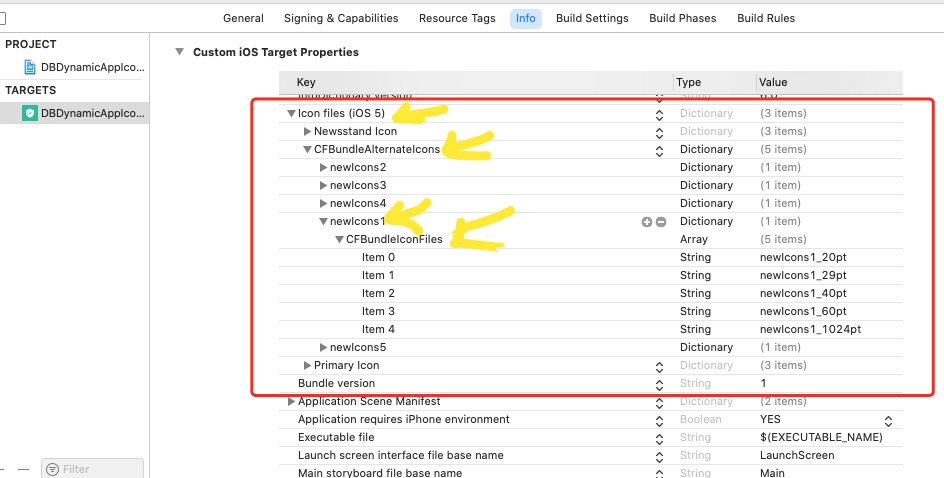 General Signing & Capabilities Resource Tags Info Build Settings Build Phases Build Rules
PROJECT
DBDynamicAppIco...
TARGETS
DBDynamicAppIco...
Custom iOS Target Properties
Key Type Value
InfoDictionary version String 6.0
Icon files (iOS 5) Dictionary (3 items)
Newsstand Icon Dictionary (3 items)
CFBundleAlternateIcons Dictionary (5 items)
newIcons2 Dictionary (1 item)
newIcons3 Dictionary (1 item)
newIcons4 Dictionary (1 item)
newIcons1 Dictionary (1 item)
CFBundleIconFiles Array (5 items)
Item 0 String newIcons1_20pt
Item 1 String newIcons1_29pt
Item 2 String newIcons1_40pt
Item 3 String newIcons1_60pt
Item 4 String newIcons1_1024pt
newIcons5 Dictionary (1 item)
Primary Icon Dictionary (3 items)
Bundle version String 1
Application Scene Manifest Dictionary (2 items)
Application requires iPhone environment Boolean YES
Executable file String $(EXECUTABLE_NAME)
Launch screen interface file base name String LaunchScreen
Main storyboard file base name String Main
Filter